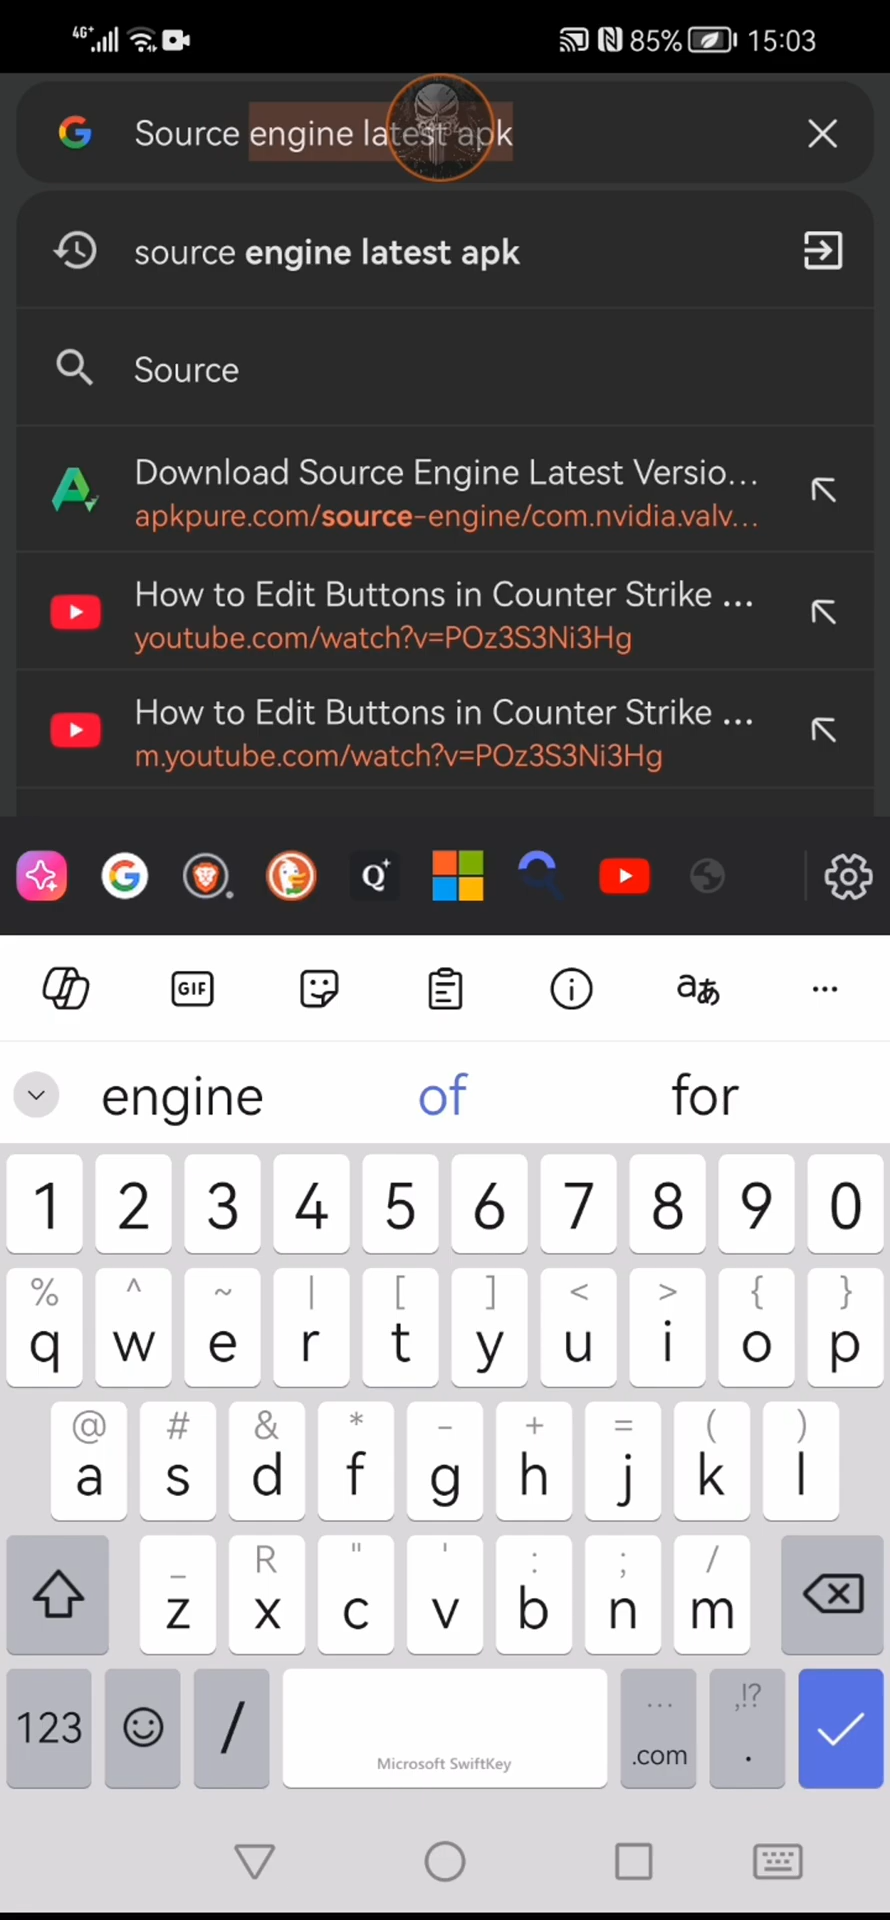 4G+ 85% 15:03
Source engine latest apk
source engine latest apk
Source
Download Source Engine Latest Versio...
apkpure.com/source-engine/com.nvidia.valv...
How to Edit Buttons in Counter Strike ...
youtube.com/watch?v=POz3S3Ni3Hg
How to Edit Buttons in Counter Strike ...
m.youtube.com/watch?v=POz3S3Ni3Hg
GIF aあ ...
engine of for
1 2 3 4 5 6 7 8 9 0
% ^ ~ | [ ] < > { }
q w e r t y u i o p
@ # & * - + = ( )
a s d f g h j k l
_ R " ' : ; /
z x c v b n m
... ,!?
123 / .com .
Microsoft SwiftKey